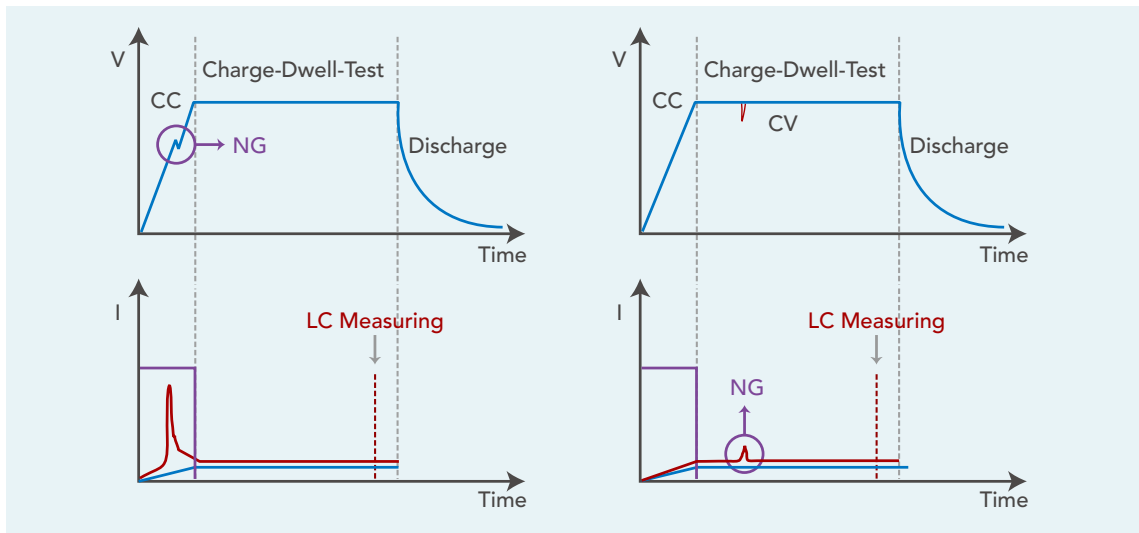 V
Charge-Dwell-Test
CC
NG
Discharge
Time
I
LC Measuring
Time
V
Charge-Dwell-Test
CC
CV
Discharge
Time
I
LC Measuring
NG
Time